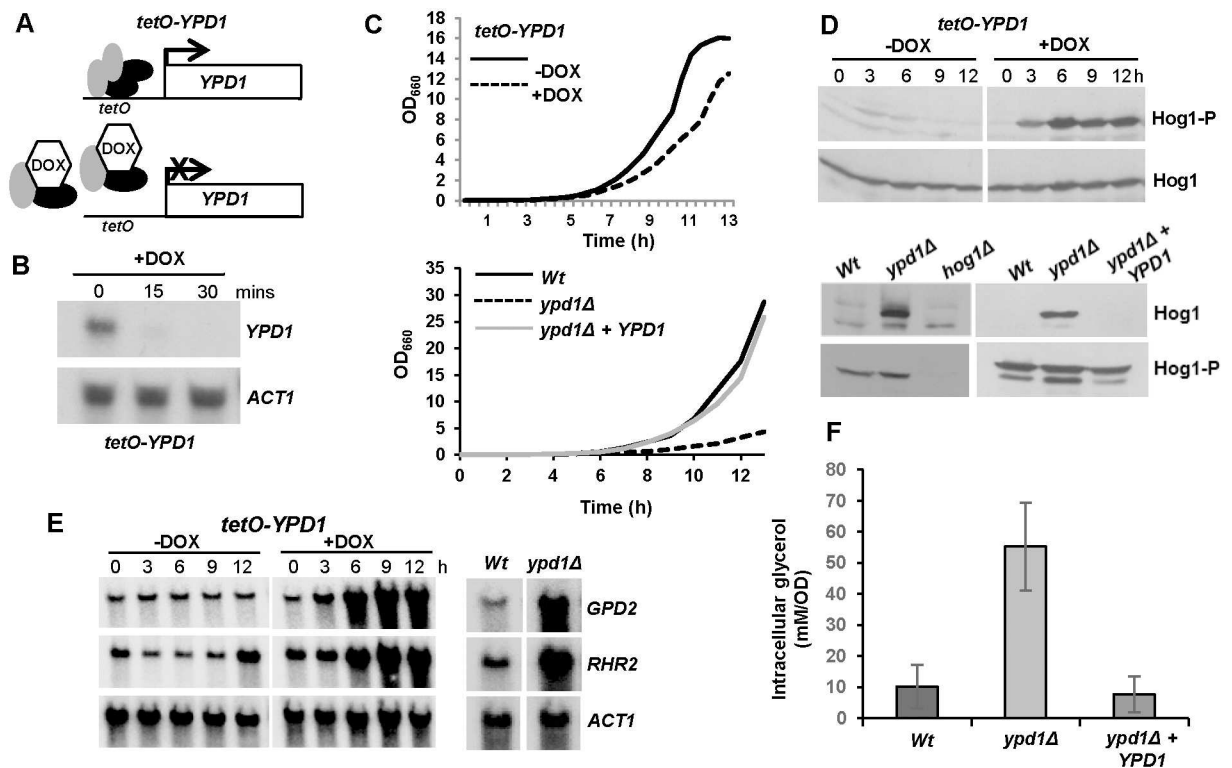 A
tetO-YPD1
YPD1
tetO
DOX
DOX
YPD1
tetO
B
+DOX
0 15 30 mins
YPD1
ACT1
tetO-YPD1
C
tetO-YPD1
-DOX
+DOX
OD660
18
16
14
12
10
8
6
4
2
0
1 3 5 7 9 11 13
Time (h)
Wt
ypd1Δ
ypd1Δ + YPD1
OD660
35
30
25
20
15
10
5
0
0 2 4 6 8 10 12
Time (h)
D
tetO-YPD1
-DOX +DOX
0 3 6 9 12 0 3 6 9 12 h
Hog1-P
Hog1
Wt ypd1Δ hog1Δ Wt ypd1Δ ypd1Δ + YPD1
Hog1
Hog1-P
E
tetO-YPD1
-DOX +DOX
0 3 6 9 12 0 3 6 9 12 h
Wt ypd1Δ
GPD2
RHR2
ACT1
F
Intracellular glycerol
(mM/OD)
80
70
60
50
40
30
20
10
0
Wt ypd1Δ ypd1Δ +
YPD1